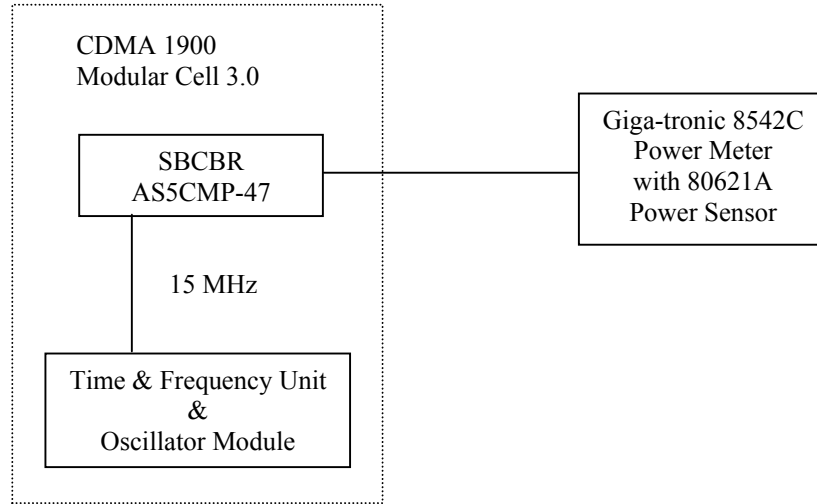 CDMA 1900
Modular Cell 3.0
SBCBR
AS5CMP-47
Giga-tronic 8542C
Power Meter
with 80621A
Power Sensor
15 MHz
Time & Frequency Unit
&
Oscillator Module